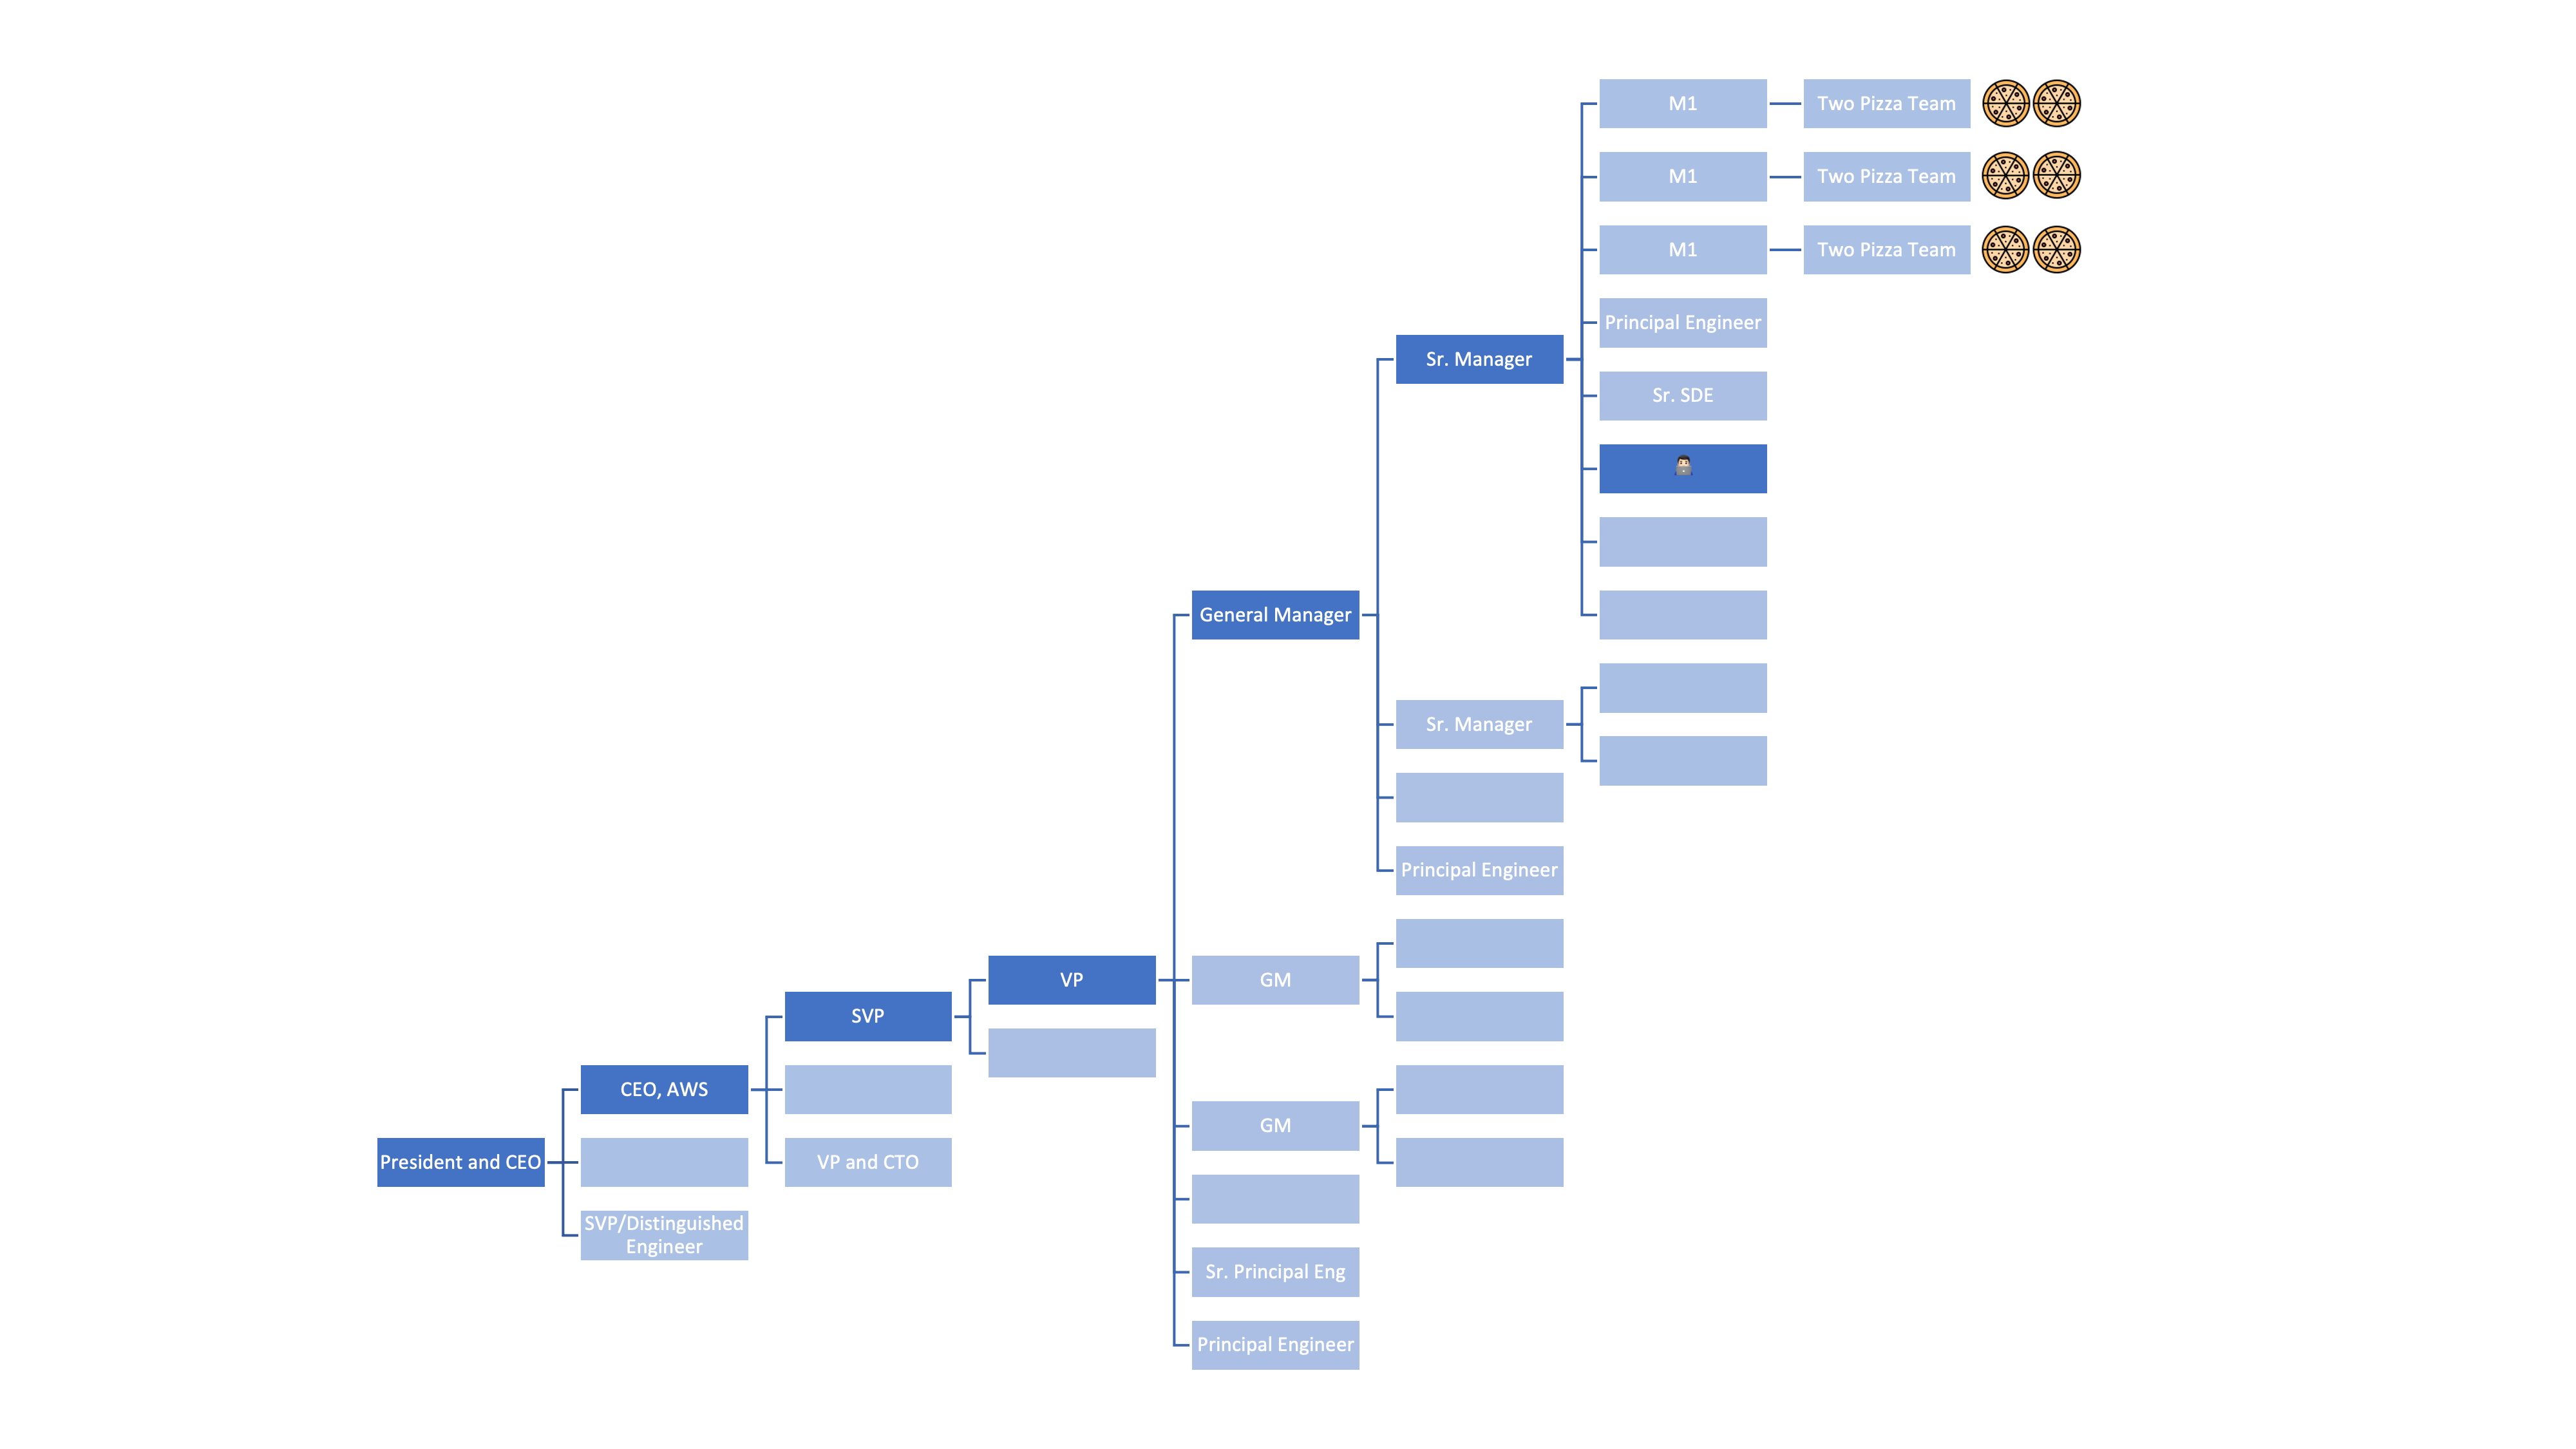 M1
Two Pizza Team
M1
Two Pizza Team
M1
Two Pizza Team
Principal Engineer
Sr. Manager
Sr. SDE
General Manager
Sr. Manager
Principal Engineer
VP
GM
SVP
CEO, AWS
GM
President and CEO
VP and CTO
SVP/Distinguished
Engineer
Sr. Principal Eng
Principal Engineer